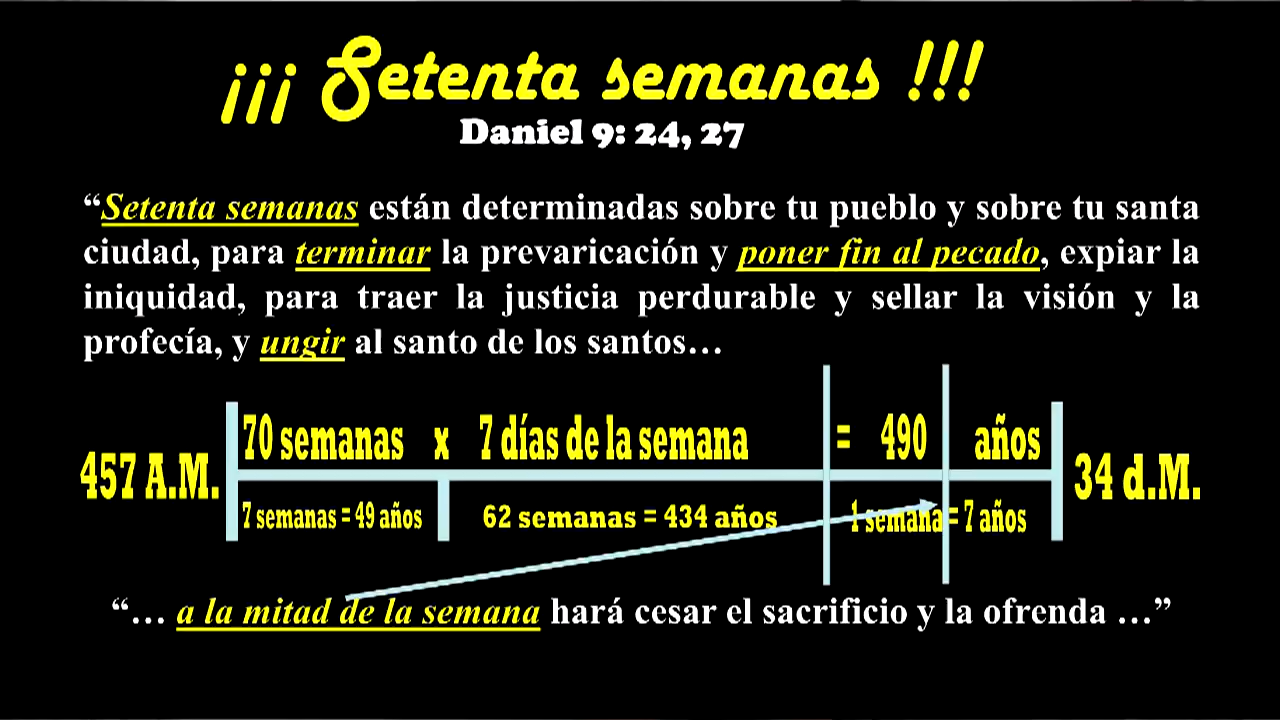 ¡¡¡ Setenta semanas !!!
Daniel 9: 24, 27
“Setenta semanas están determinadas sobre tu pueblo y sobre tu santa
ciudad, para terminar la prevaricación y poner fin al pecado, expiar la
iniquidad, para traer la justicia perdurable y sellar la visión y la
profecía, y ungir al santo de los santos…
70 semanas x 7 días de la semana = 490 años
457 A.M. 34 d.M.
7 semanas = 49 años 62 semanas = 434 años 1 semana = 7 años
“… a la mitad de la semana hará cesar el sacrificio y la ofrenda …”